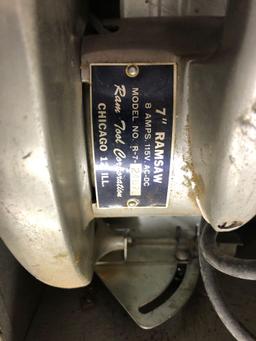 7" RAMSAW
8 AMPS. 115V. AC-DC
MODEL NO. R-7-
Ram Tool Corporation
CHICAGO 12 ILL.